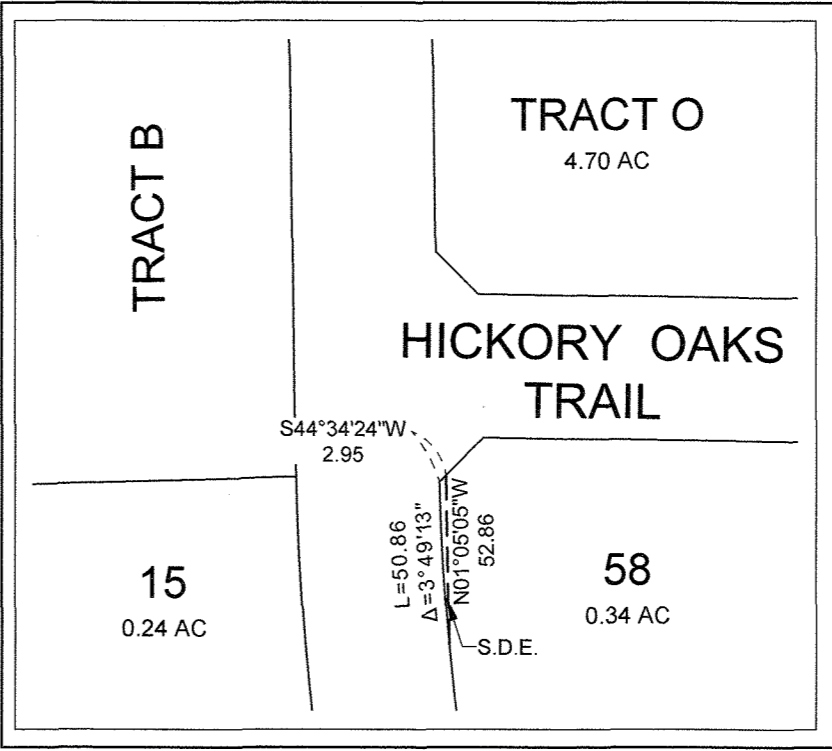 TRACT B
TRACT O
4.70 AC
HICKORY OAKS
TRAIL
S44°34'24"W
2.95
L=50.86
Δ=3°49'13"
N01°05'05"W
52.86
15
0.24 AC
58
0.34 AC
S.D.E.